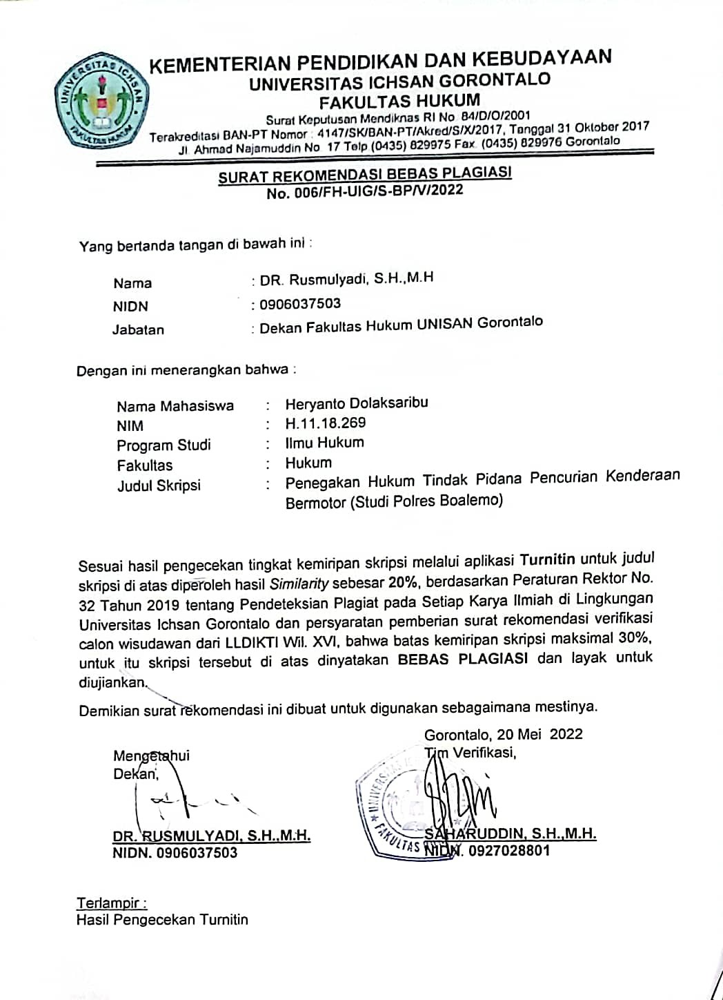 UNIVERSITAS ICHSAN
FAKULTAS HUKUM
KEMENTERIAN PENDIDIKAN DAN KEBUDAYAAN
UNIVERSITAS ICHSAN GORONTALO
FAKULTAS HUKUM
Surat Keputusan Mendiknas RI No. 84/D/O/2001
Terakreditasi BAN-PT Nomor : 4147/SK/BAN-PT/Akred/S/X/2017, Tanggal 31 Oktober 2017
Jl. Ahmad Najamuddin No. 17 Telp (0435) 829975 Fax. (0435) 829976 Gorontalo
SURAT REKOMENDASI BEBAS PLAGIASI
No. 006/FH-UIG/S-BP/V/2022
Yang bertanda tangan di bawah ini :
Nama : DR. Rusmulyadi, S.H.,M.H
NIDN : 0906037503
Jabatan : Dekan Fakultas Hukum UNISAN Gorontalo
Dengan ini menerangkan bahwa :
Nama Mahasiswa : Heryanto Dolaksaribu
NIM : H.11.18.269
Program Studi : Ilmu Hukum
Fakultas : Hukum
Judul Skripsi : Penegakan Hukum Tindak Pidana Pencurian Kenderaan
Bermotor (Studi Polres Boalemo)
Sesuai hasil pengecekan tingkat kemiripan skripsi melalui aplikasi Turnitin untuk judul
skripsi di atas diperoleh hasil Similarity sebesar 20%, berdasarkan Peraturan Rektor No.
32 Tahun 2019 tentang Pendeteksian Plagiat pada Setiap Karya Ilmiah di Lingkungan
Universitas Ichsan Gorontalo dan persyaratan pemberian surat rekomendasi verifikasi
calon wisudawan dari LLDIKTI Wil. XVI, bahwa batas kemiripan skripsi maksimal 30%,
untuk itu skripsi tersebut di atas dinyatakan BEBAS PLAGIASI dan layak untuk
diujiankan.
Demikian surat rekomendasi ini dibuat untuk digunakan sebagaimana mestinya.
Gorontalo, 20 Mei 2022
Mengetahui
Dekan,
Tim Verifikasi,
UNIVERSITAS
FAKULTAS
DR. RUSMULYADI, S.H.,M.H.
NIDN. 0906037503
SAHARUDDIN, S.H.,M.H.
NIDN. 0927028801
Terlampir :
Hasil Pengecekan Turnitin